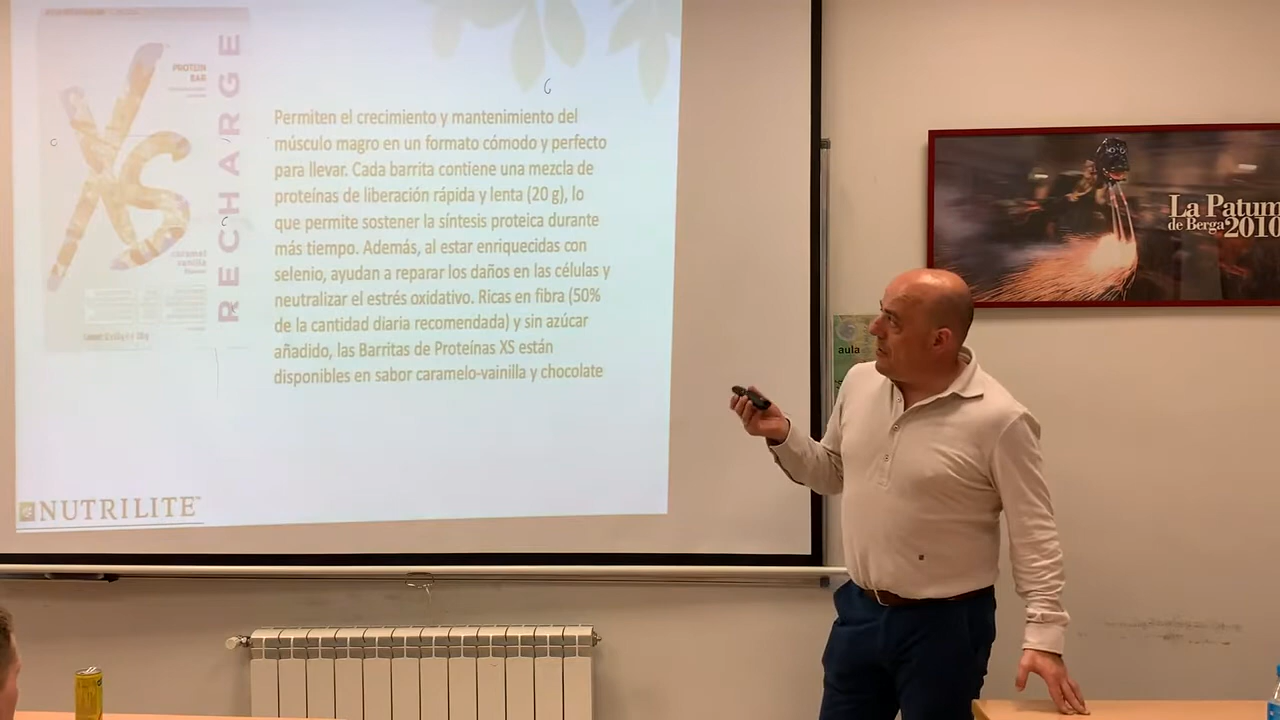 XS
PROTEIN
BAR
RECHARGE
caramel
vanilla
Permiten el crecimiento y mantenimiento del
músculo magro en un formato cómodo y perfecto
para llevar. Cada barrita contiene una mezcla de
proteínas de liberación rápida y lenta (20 g), lo
que permite sostener la síntesis proteica durante
más tiempo. Además, al estar enriquecidas con
selenio, ayudan a reparar los daños en las células y
neutralizar el estrés oxidativo. Ricas en fibra (50%
de la cantidad diaria recomendada) y sin azúcar
añadido, las Barritas de Proteínas XS están
disponibles en sabor caramelo-vainilla y chocolate
NUTRILITE™
La Patum
de Berga 2010
aula